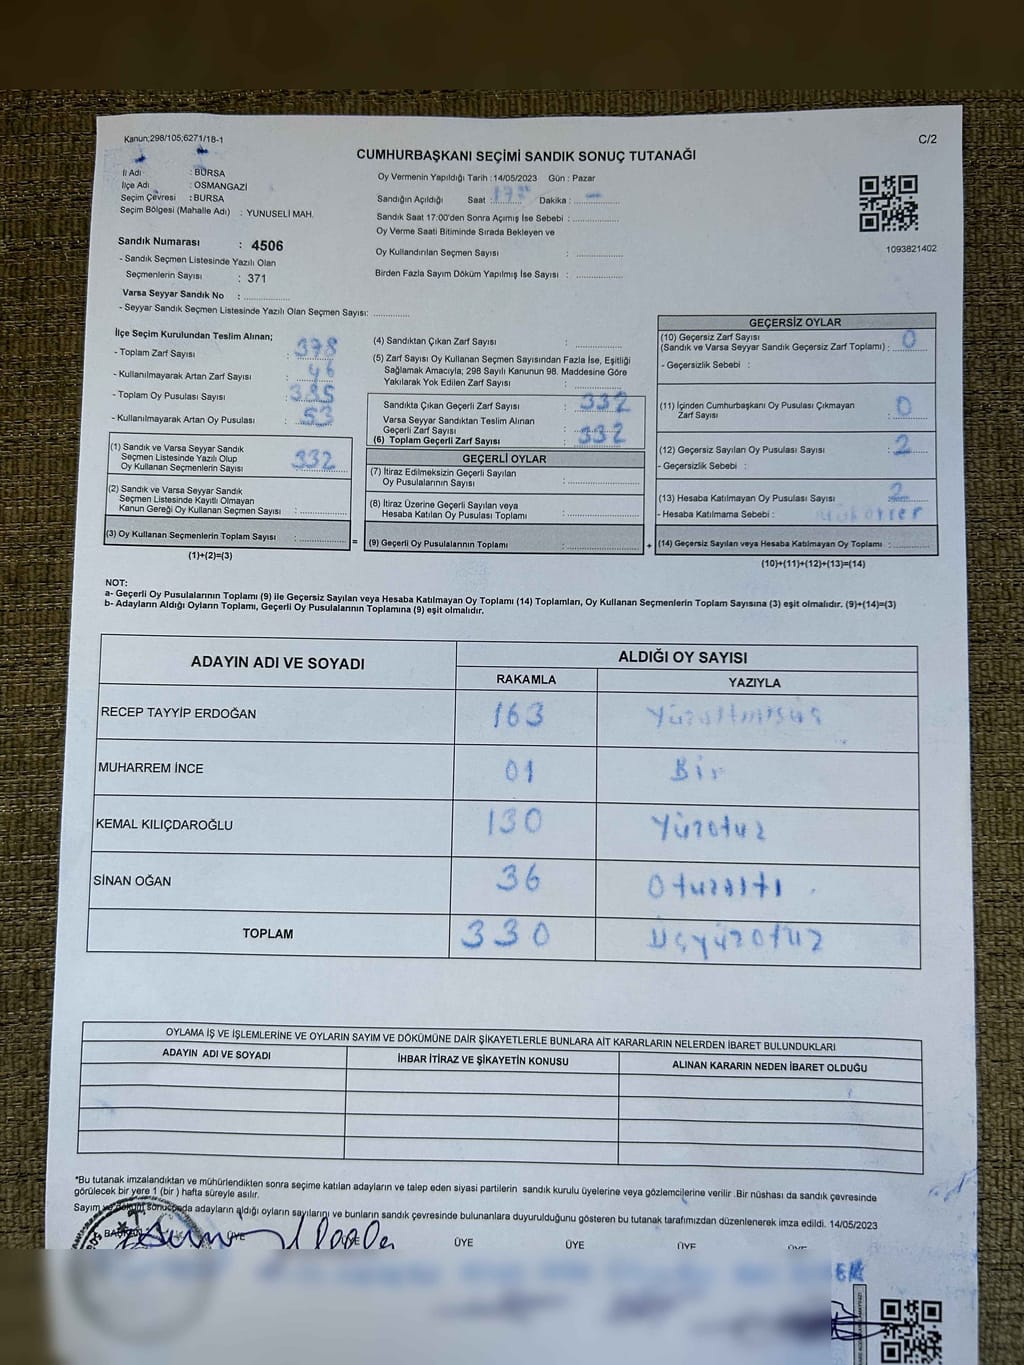 Kanun;298/105;6271/18-1
C/2
CUMHURBAŞKANI SEÇİMİ SANDIK SONUÇ TUTANAĞI
İl Adı : BURSA
İlçe Adı : OSMANGAZİ
Seçim Çevresi : BURSA
Seçim Bölgesi (Mahalle Adı) : YUNUSELİ MAH.
Sandık Numarası : 4506
- Sandık Seçmen Listesinde Yazılı Olan
Seçmenlerin Sayısı : 371
Varsa Seyyar Sandık No :
- Seyyar Sandık Seçmen Listesinde Yazılı Olan Seçmen Sayısı:
Oy Vermenin Yapıldığı Tarih : 14/05/2023 Gün : Pazar
Sandığın Açıldığı Saat : Dakika :
Sandık Saat 17:00'den Sonra Açımış İse Sebebi :
Oy Verme Saati Bitiminde Sırada Bekleyen ve
Oy Kullandırılan Seçmen Sayısı :
Birden Fazla Sayım Döküm Yapılmış İse Sayısı :
1093821402
İlçe Seçim Kurulundan Teslim Alınan;
- Toplam Zarf Sayısı : 378
- Kullanılmayarak Artan Zarf Sayısı : 46
- Toplam Oy Pusulası Sayısı : 385
- Kullanılmayarak Artan Oy Pusulası : 53
(1) Sandık ve Varsa Seyyar Sandık
Seçmen Listesinde Yazılı Olup
Oy Kullanan Seçmenlerin Sayısı : 332
(2) Sandık ve Varsa Seyyar Sandık
Seçmen Listesinde Kayıtlı Olmayan
Kanun Gereği Oy Kullanan Seçmen Sayısı :
(3) Oy Kullanan Seçmenlerin Toplam Sayısı :
(1)+(2)=(3)
(4) Sandıktan Çıkan Zarf Sayısı :
(5) Zarf Sayısı Oy Kullanan Seçmen Sayısından Fazla İse, Eşitliği
Sağlamak Amacıyla; 298 Sayılı Kanunun 98. Maddesine Göre
Yakılarak Yok Edilen Zarf Sayısı :
Sandıkta Çıkan Geçerli Zarf Sayısı : 332
Varsa Seyyar Sandıktan Teslim Alınan
Geçerli Zarf Sayısı :
(6) Toplam Geçerli Zarf Sayısı : 332
GEÇERLİ OYLAR
(7) İtiraz Edilmeksizin Geçerli Sayılan
Oy Pusulalarının Sayısı :
(8) İtiraz Üzerine Geçerli Sayılan veya
Hesaba Katılan Oy Pusulası Toplamı :
= (9) Geçerli Oy Pusulalarının Toplamı :
GEÇERSİZ OYLAR
(10) Geçersiz Zarf Sayısı
(Sandık ve Varsa Seyyar Sandık Geçersiz Zarf Toplamı) : 0
- Geçersizlik Sebebi :
(11) İçinden Cumhurbaşkanı Oy Pusulası Çıkmayan
Zarf Sayısı : 0
(12) Geçersiz Sayılan Oy Pusulası Sayısı : 2
- Geçersizlik Sebebi :
(13) Hesaba Katılmayan Oy Pusulası Sayısı : 2
- Hesaba Katılmama Sebebi :
+ (14) Geçersiz Sayılan veya Hesaba Katılmayan Oy Toplamı :
(10)+(11)+(12)+(13)=(14)
NOT:
a- Geçerli Oy Pusulalarının Toplamı (9) ile Geçersiz Sayılan veya Hesaba Katılmayan Oy Toplamı (14) Toplamları, Oy Kullanan Seçmenlerin Toplam Sayısına (3) eşit olmalıdır. (9)+(14)=(3)
b- Adayların Aldığı Oyların Toplamı, Geçerli Oy Pusulalarının Toplamına (9) eşit olmalıdır.
ADAYIN ADI VE SOYADI
ALDIĞI OY SAYISI
RAKAMLA YAZIYLA
RECEP TAYYİP ERDOĞAN 163 Yüzaltmışüç
MUHARREM İNCE 01 Bir
KEMAL KILIÇDAROĞLU 130 Yüzotuz
SİNAN OĞAN 36 Otuzaltı
TOPLAM 330 Üçyüzotuz
OYLAMA İŞ VE İŞLEMLERİNE VE OYLARIN SAYIM VE DÖKÜMÜNE DAİR ŞİKAYETLERLE BUNLARA AİT KARARLARIN NELERDEN İBARET BULUNDUKLARI
ADAYIN ADI VE SOYADI İHBAR İTİRAZ VE ŞİKAYETİN KONUSU ALINAN KARARIN NEDEN İBARET OLDUĞU
*Bu tutanak imzalandıktan ve mühürlendikten sonra seçime katılan adayların ve talep eden siyasi partilerin sandık kurulu üyelerine veya gözlemcilerine verilir .Bir nüshası da sandık çevresinde
görülecek bir yere 1 (bir ) hafta süreyle asılır.
Sayım ve döküm sonucunda adayların aldığı oyların sayılarını ve bunların sandık çevresinde bulunanlara duyurulduğunu gösteren bu tutanak tarafımızdan düzenlenerek imza edildi. 14/05/2023
ÜYE ÜYE ÜYE ÜYE ÜYE